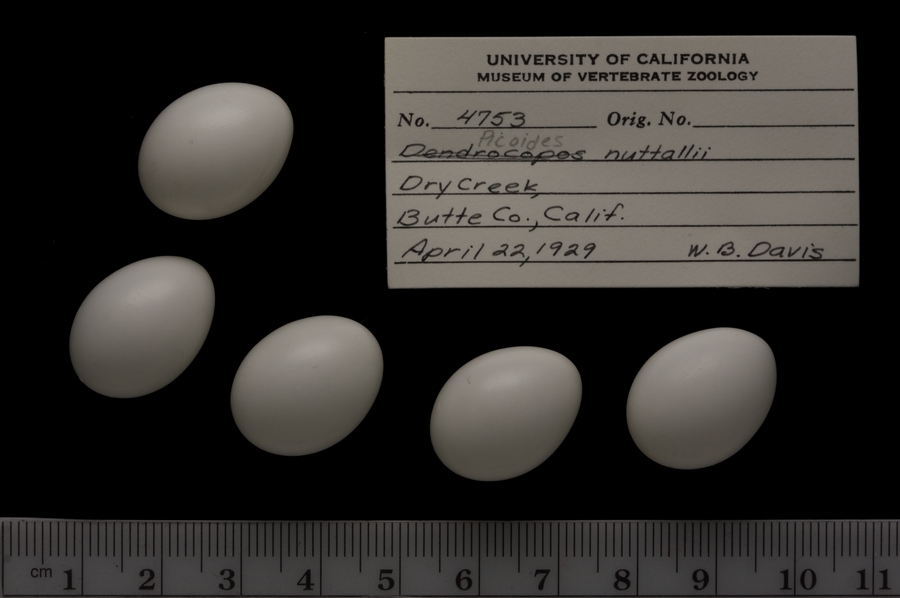 UNIVERSITY OF CALIFORNIA
MUSEUM OF VERTEBRATE ZOOLOGY
No. 4753 Orig. No.
Picoides
Dendrocopos nuttallii
Dry Creek,
Butte Co., Calif.
April 22, 1929 W. B. Davis
cm 1 2 3 4 5 6 7 8 9 10 11